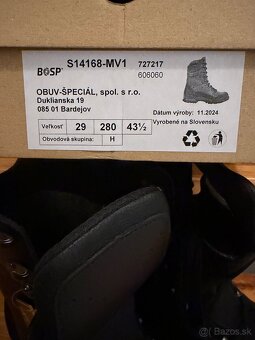 BOSP
S14168-MV1
727217
606060
OBUV-ŠPECIÁL, spol. s r.o.
Duklianska 19
085 01 Bardejov
Dátum výroby: 11.2024
Vyrobené na Slovensku
Veľkosť 29 280 43½
Obvodová skupina: H
Bazar.sk